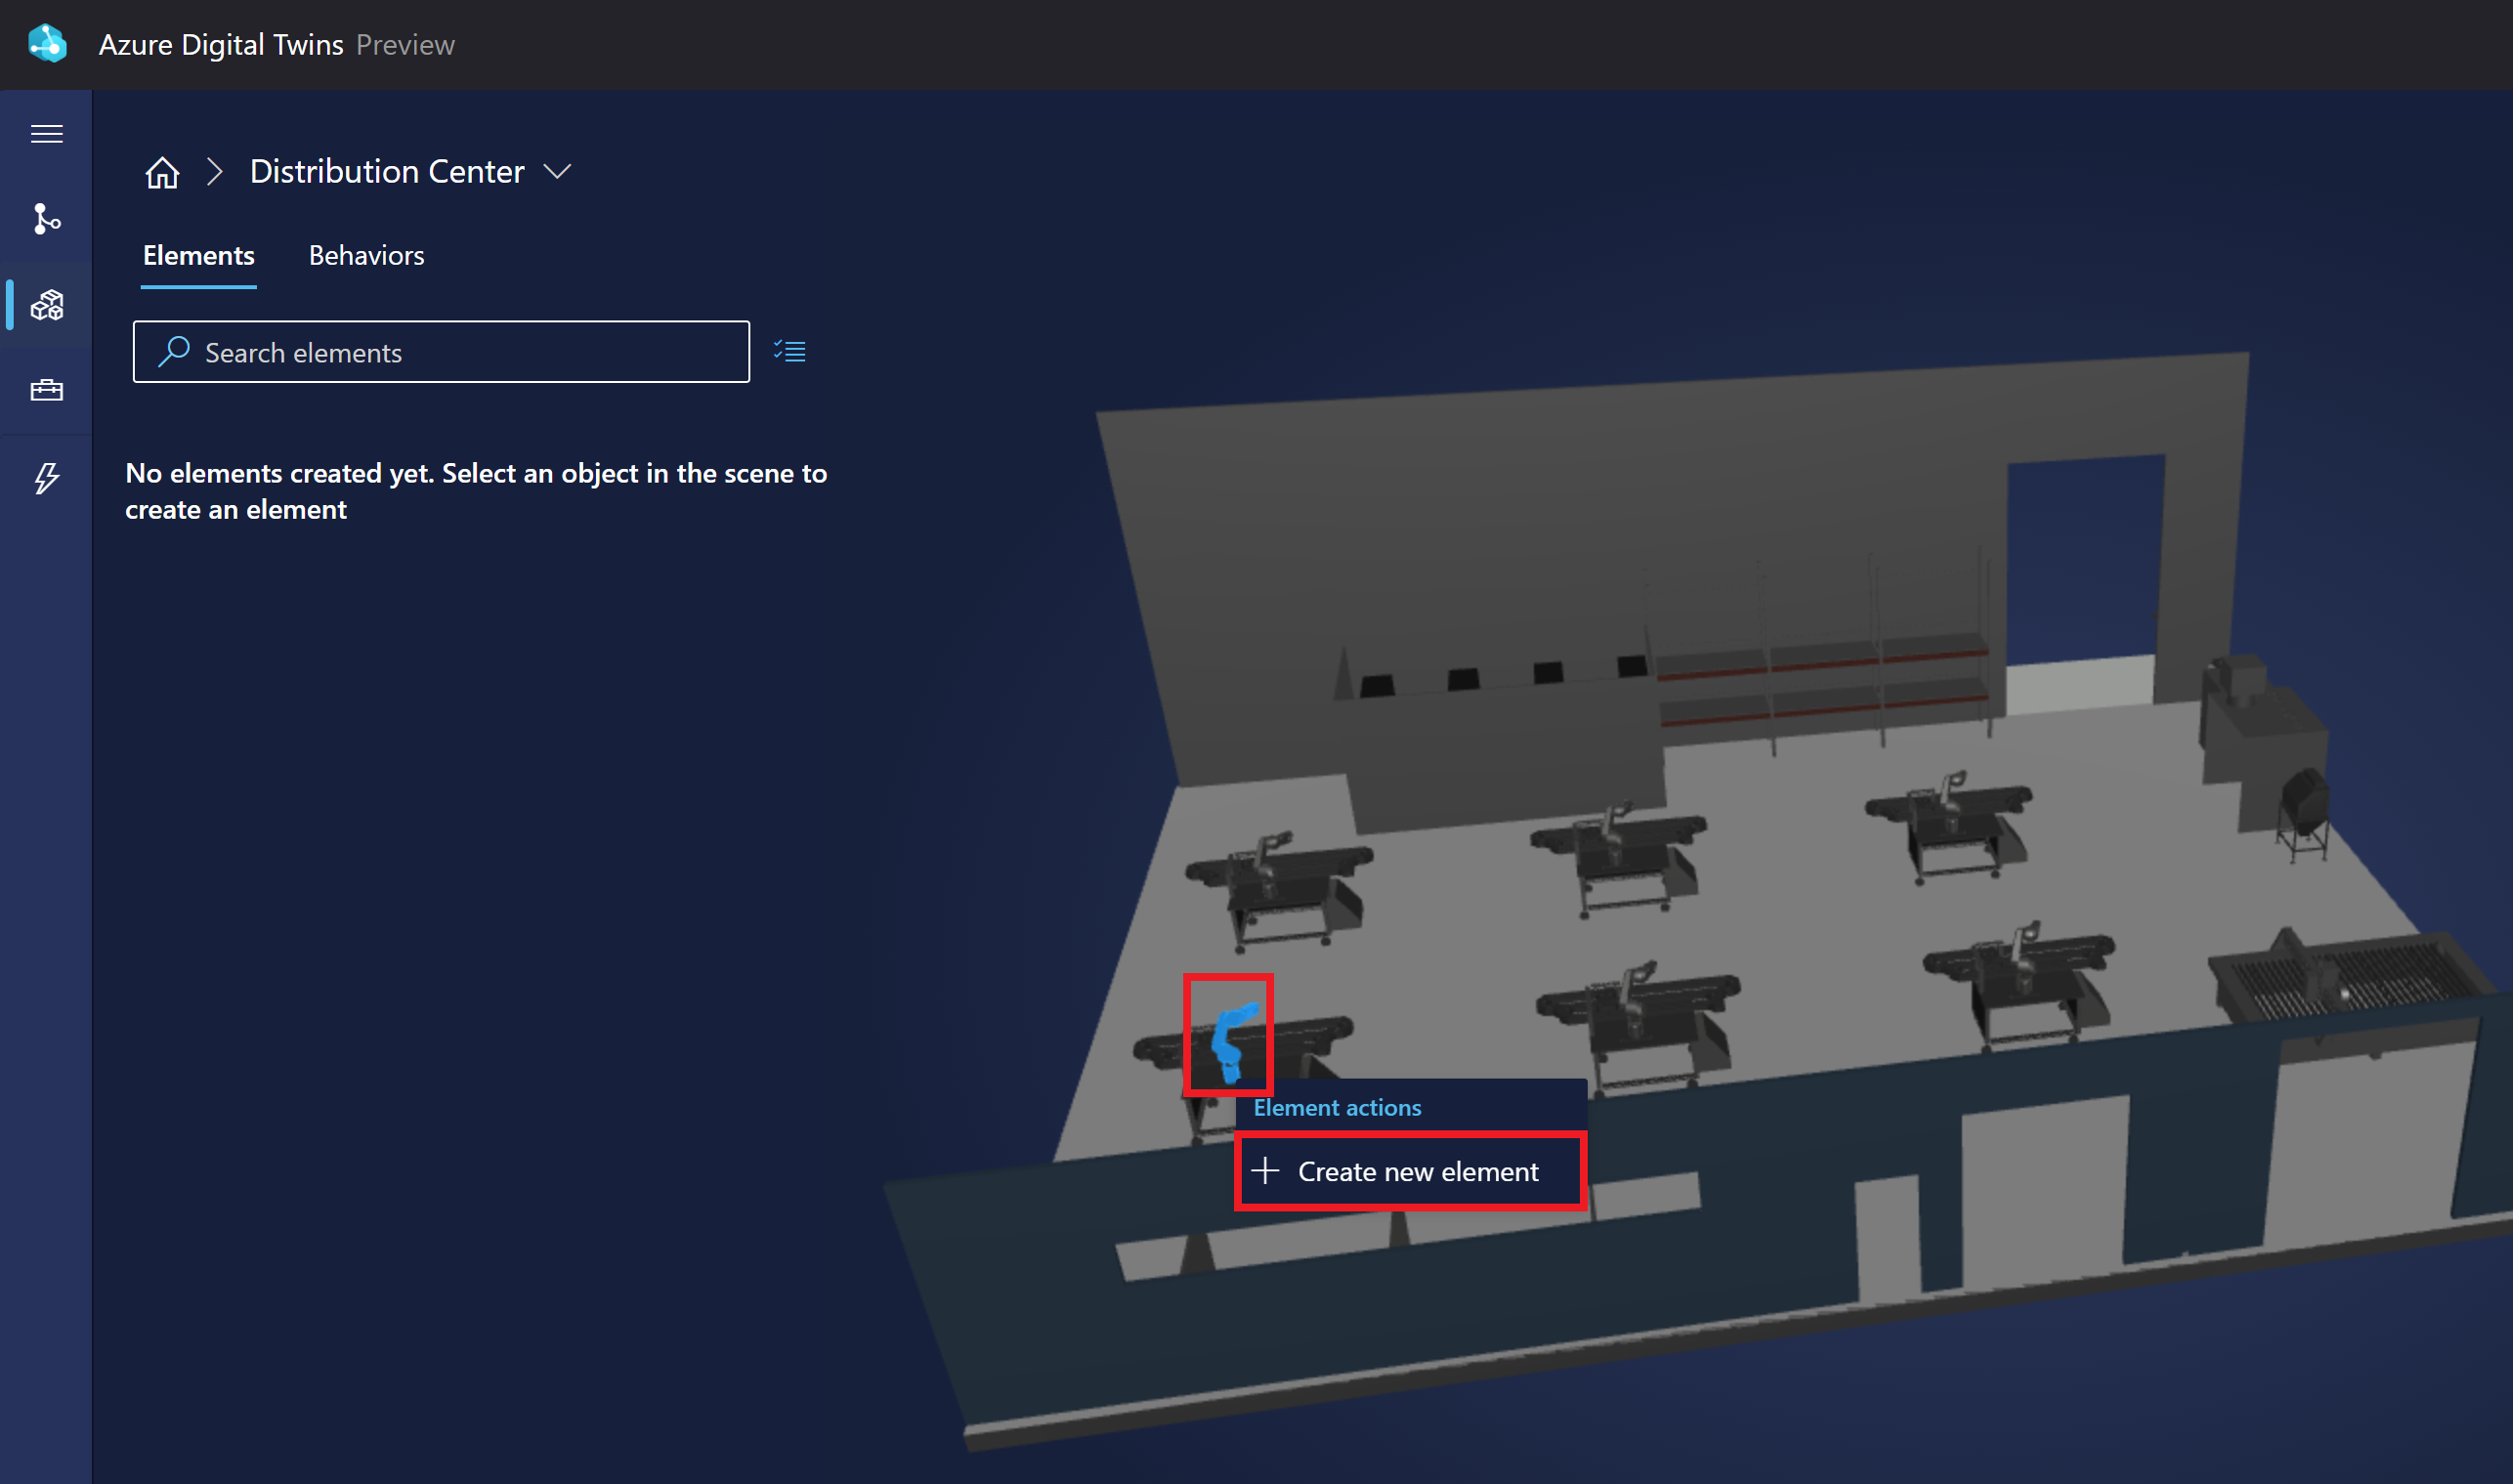 Azure Digital Twins Preview
Distribution Center
Elements Behaviors
Search elements
No elements created yet. Select an object in the scene to
create an element
Element actions
Create new element